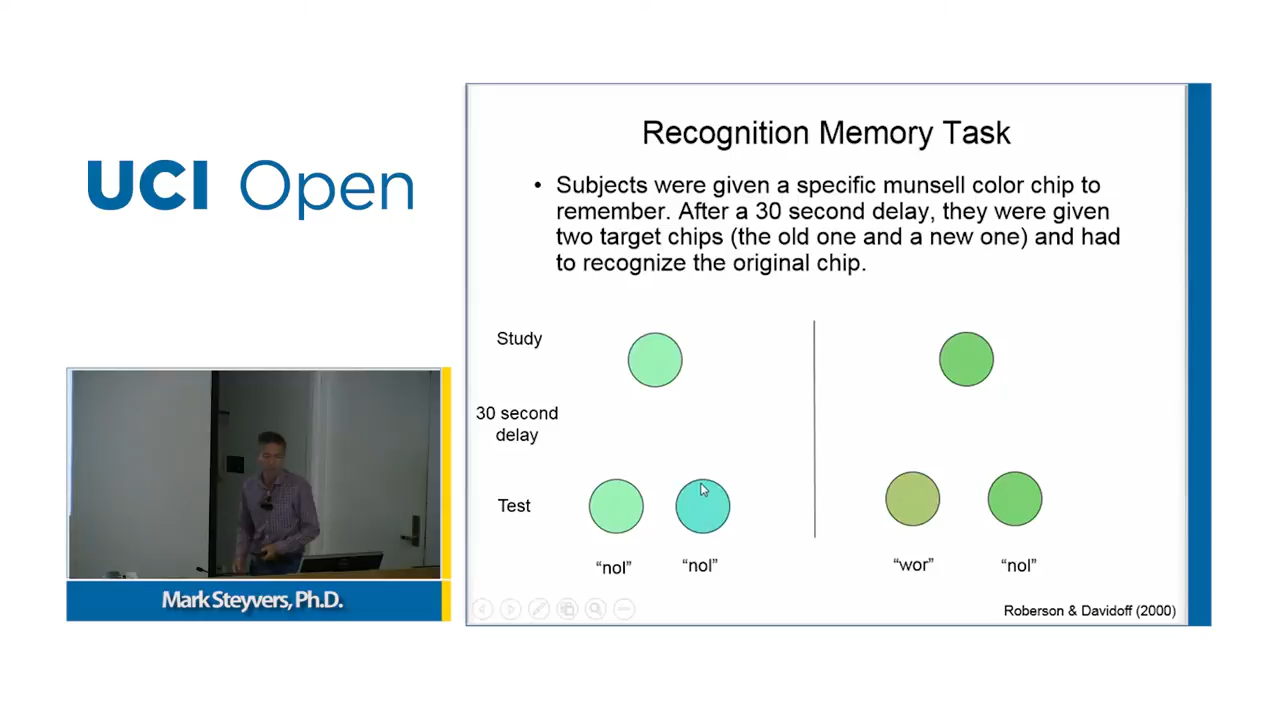 UCI Open
Recognition Memory Task
• Subjects were given a specific munsell color chip to
remember. After a 30 second delay, they were given
two target chips (the old one and a new one) and had
to recognize the original chip.
Study
30 second
delay
Test
“nol” “nol” “wor” “nol”
Roberson & Davidoff (2000)
Mark Steyvers, Ph.D.